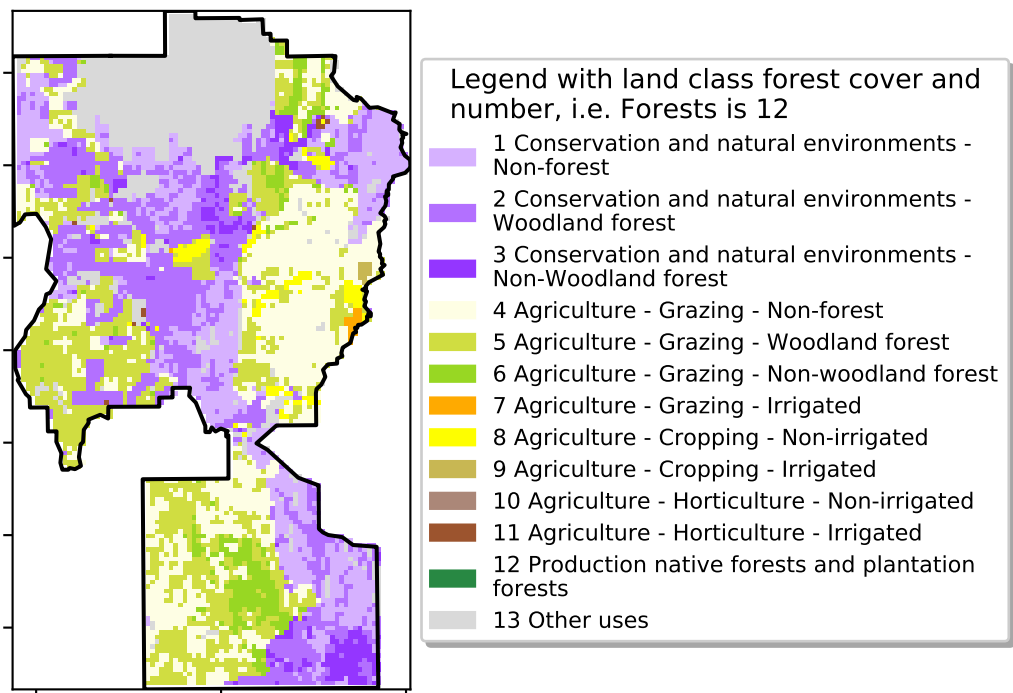 Legend with land class forest cover and
number, i.e. Forests is 12
1 Conservation and natural environments -
Non-forest
2 Conservation and natural environments -
Woodland forest
3 Conservation and natural environments -
Non-Woodland forest
4 Agriculture - Grazing - Non-forest
5 Agriculture - Grazing - Woodland forest
6 Agriculture - Grazing - Non-woodland forest
7 Agriculture - Grazing - Irrigated
8 Agriculture - Cropping - Non-irrigated
9 Agriculture - Cropping - Irrigated
10 Agriculture - Horticulture - Non-irrigated
11 Agriculture - Horticulture - Irrigated
12 Production native forests and plantation
forests
13 Other uses